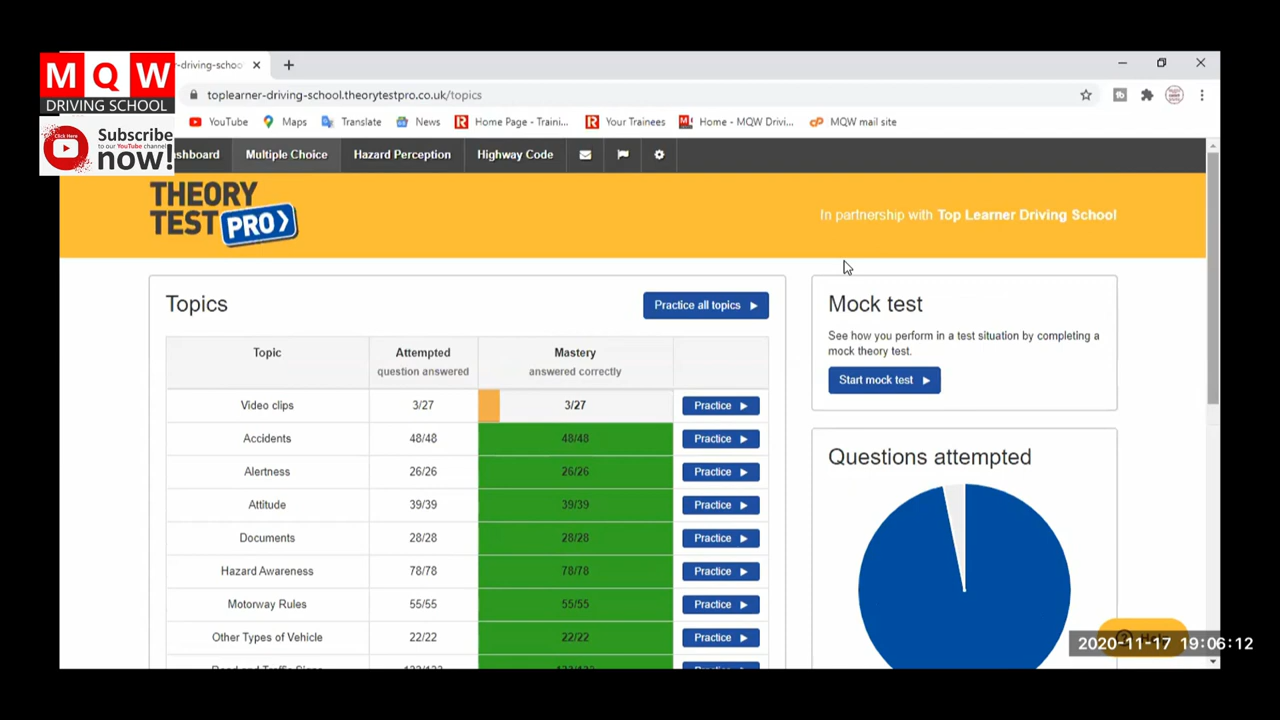 M Q W
DRIVING SCHOOL
Click Here
Subscribe
to our YouTube channel
now!
r-driving-schoo
toplearner-driving-school.theorytestpro.co.uk/topics
YouTube Maps Translate News Home Page - Traini... Your Trainees Home - MQW Drivi... MQW mail site
shboard Multiple Choice Hazard Perception Highway Code
THEORY
TEST PRO
In partnership with Top Learner Driving School
Topics
Practice all topics
Topic Attempted Mastery
question answered answered correctly
Video clips 3/27 3/27 Practice
Accidents 48/48 48/48 Practice
Alertness 26/26 26/26 Practice
Attitude 39/39 39/39 Practice
Documents 28/28 28/28 Practice
Hazard Awareness 78/78 78/78 Practice
Motorway Rules 55/55 55/55 Practice
Other Types of Vehicle 22/22 22/22 Practice
Mock test
See how you perform in a test situation by completing a
mock theory test.
Start mock test
Questions attempted
2020-11-17 19:06:12